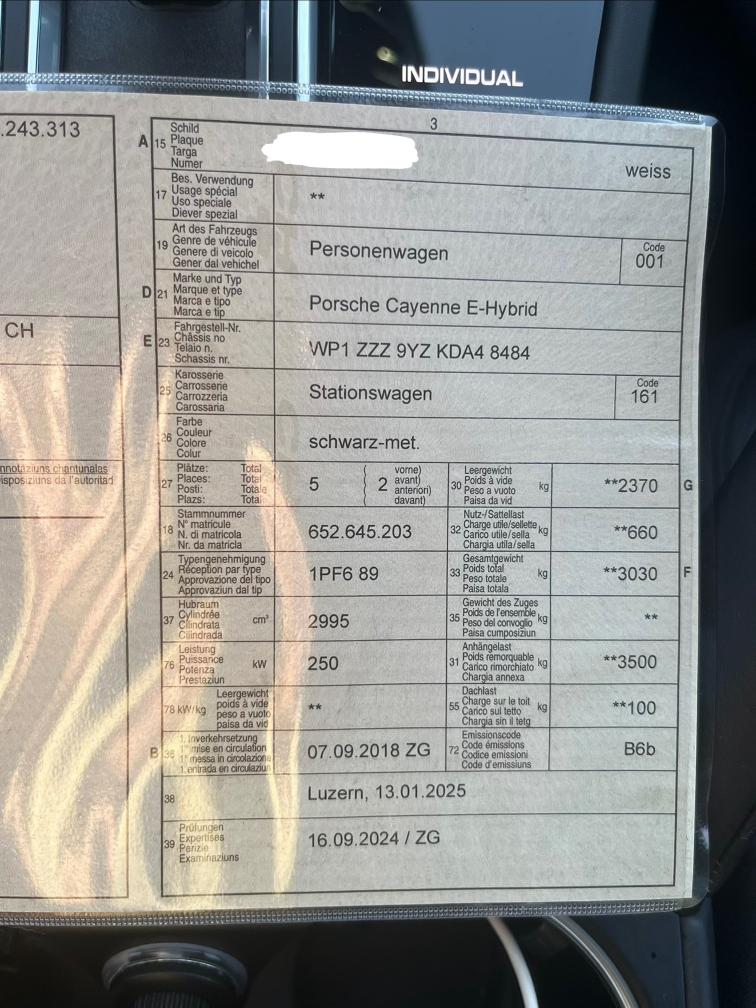 INDIVIDUAL
.243.313
3
A 15 Schild
Plaque
Targa
Numer
weiss
17 Bes. Verwendung
Usage spécial
Uso speciale
Diever spezial
**
19 Art des Fahrzeugs
Genre de véhicule
Genere di veicolo
Gener dal vehichel
Personenwagen
Code
001
D 21 Marke und Typ
Marque et type
Marca e tipo
Marca e tip
Porsche Cayenne E-Hybrid
CH
E 23 Fahrgestell-Nr.
Châssis no
Telaio n.
Schassis nr.
WP1 ZZZ 9YZ KDA4 8484
25 Karosserie
Carrosserie
Carrozzeria
Carossaria
Stationswagen
Code
161
26 Farbe
Couleur
Colore
Colur
schwarz-met.
nnotaziuns chantunalas
isposiziuns da l'autoritad
27 Plätze: Total
Places: Total
Posti: Totale
Plazs: Total
5
2
vorne)
avant)
anteriori)
davant)
30 Leergewicht
Poids à vide
Peso a vuoto
Paisa da vid
kg
**2370
G
18 Stammnummer
N° matricule
N. di matricola
Nr. da matricla
652.645.203
32 Nutz-/Sattellast
Charge utile/sellette
Carico utile/sella
Chargia utila/sella
kg
**660
24 Typengenehmigung
Réception par type
Approvazione del tipo
Approvaziun dal tip
1PF6 89
33 Gesamtgewicht
Poids total
Peso totale
Paisa totala
kg
**3030
F
37 Hubraum
Cylindrée
Cilindrata
Cilindrada
cm³
2995
35 Gewicht des Zuges
Poids de l'ensemble
Peso del convoglio
Paisa cumposiziun
kg
**
76 Leistung
Puissance
Potenza
Prestaziun
kW
250
31 Anhängelast
Poids remorquable
Carico rimorchiato
Chargia annexa
kg
**3500
78 kW/kg Leergewicht
poids à vide
peso a vuoto
paisa da vid
**
55 Dachlast
Charge sur le toit
Carico sul tetto
Chargia sin il tetg
kg
**100
B 36 1. Inverkehrsetzung
1re mise en circulation
1a messa in circolazione
1. entrada en circulaziun
07.09.2018 ZG
72 Emissionscode
Code émissions
Codice emissioni
Code d'emissiuns
B6b
38
Luzern, 13.01.2025
39 Prüfungen
Expertises
Perizie
Examinaziuns
16.09.2024 / ZG